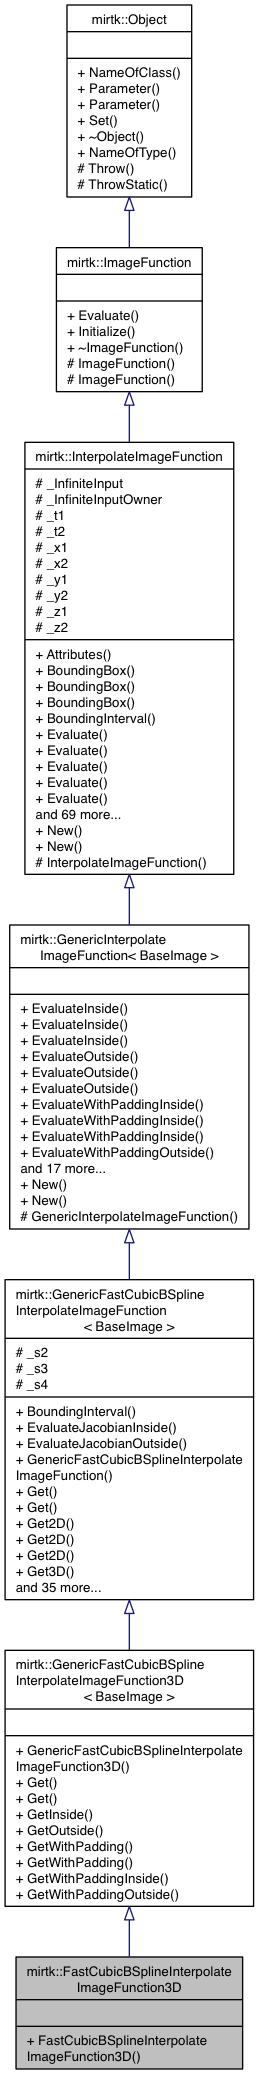 mirtk::Object
+ NameOfClass()
+ Parameter()
+ Parameter()
+ Set()
+ ~Object()
+ NameOfType()
# Throw()
# ThrowStatic()
mirtk::ImageFunction
+ Evaluate()
+ Initialize()
+ ~ImageFunction()
# ImageFunction()
# ImageFunction()
mirtk::InterpolateImageFunction
# _InfiniteInput
# _InfiniteInputOwner
# _t1
# _t2
# _x1
# _x2
# _y1
# _y2
# _z1
# _z2
+ Attributes()
+ BoundingBox()
+ BoundingBox()
+ BoundingBox()
+ BoundingInterval()
+ Evaluate()
+ Evaluate()
+ Evaluate()
+ Evaluate()
+ Evaluate()
and 69 more...
+ New()
+ New()
# InterpolateImageFunction()
mirtk::GenericInterpolate
ImageFunction< BaseImage >
+ EvaluateInside()
+ EvaluateInside()
+ EvaluateInside()
+ EvaluateOutside()
+ EvaluateOutside()
+ EvaluateOutside()
+ EvaluateWithPaddingInside()
+ EvaluateWithPaddingInside()
+ EvaluateWithPaddingInside()
+ EvaluateWithPaddingOutside()
and 17 more...
+ New()
+ New()
# GenericInterpolateImageFunction()
mirtk::GenericFastCubicBSpline
InterpolateImageFunction
< BaseImage >
# _s2
# _s3
# _s4
+ BoundingInterval()
+ EvaluateJacobianInside()
+ EvaluateJacobianOutside()
+ GenericFastCubicBSplineInterpolate
ImageFunction()
+ Get()
+ Get()
+ Get2D()
+ Get2D()
+ Get2D()
+ Get3D()
and 35 more...
mirtk::GenericFastCubicBSpline
InterpolateImageFunction3D
< BaseImage >
+ GenericFastCubicBSplineInterpolate
ImageFunction3D()
+ Get()
+ Get()
+ GetInside()
+ GetOutside()
+ GetWithPadding()
+ GetWithPadding()
+ GetWithPaddingInside()
+ GetWithPaddingOutside()
mirtk::FastCubicBSplineInterpolate
ImageFunction3D
+ FastCubicBSplineInterpolate
ImageFunction3D()